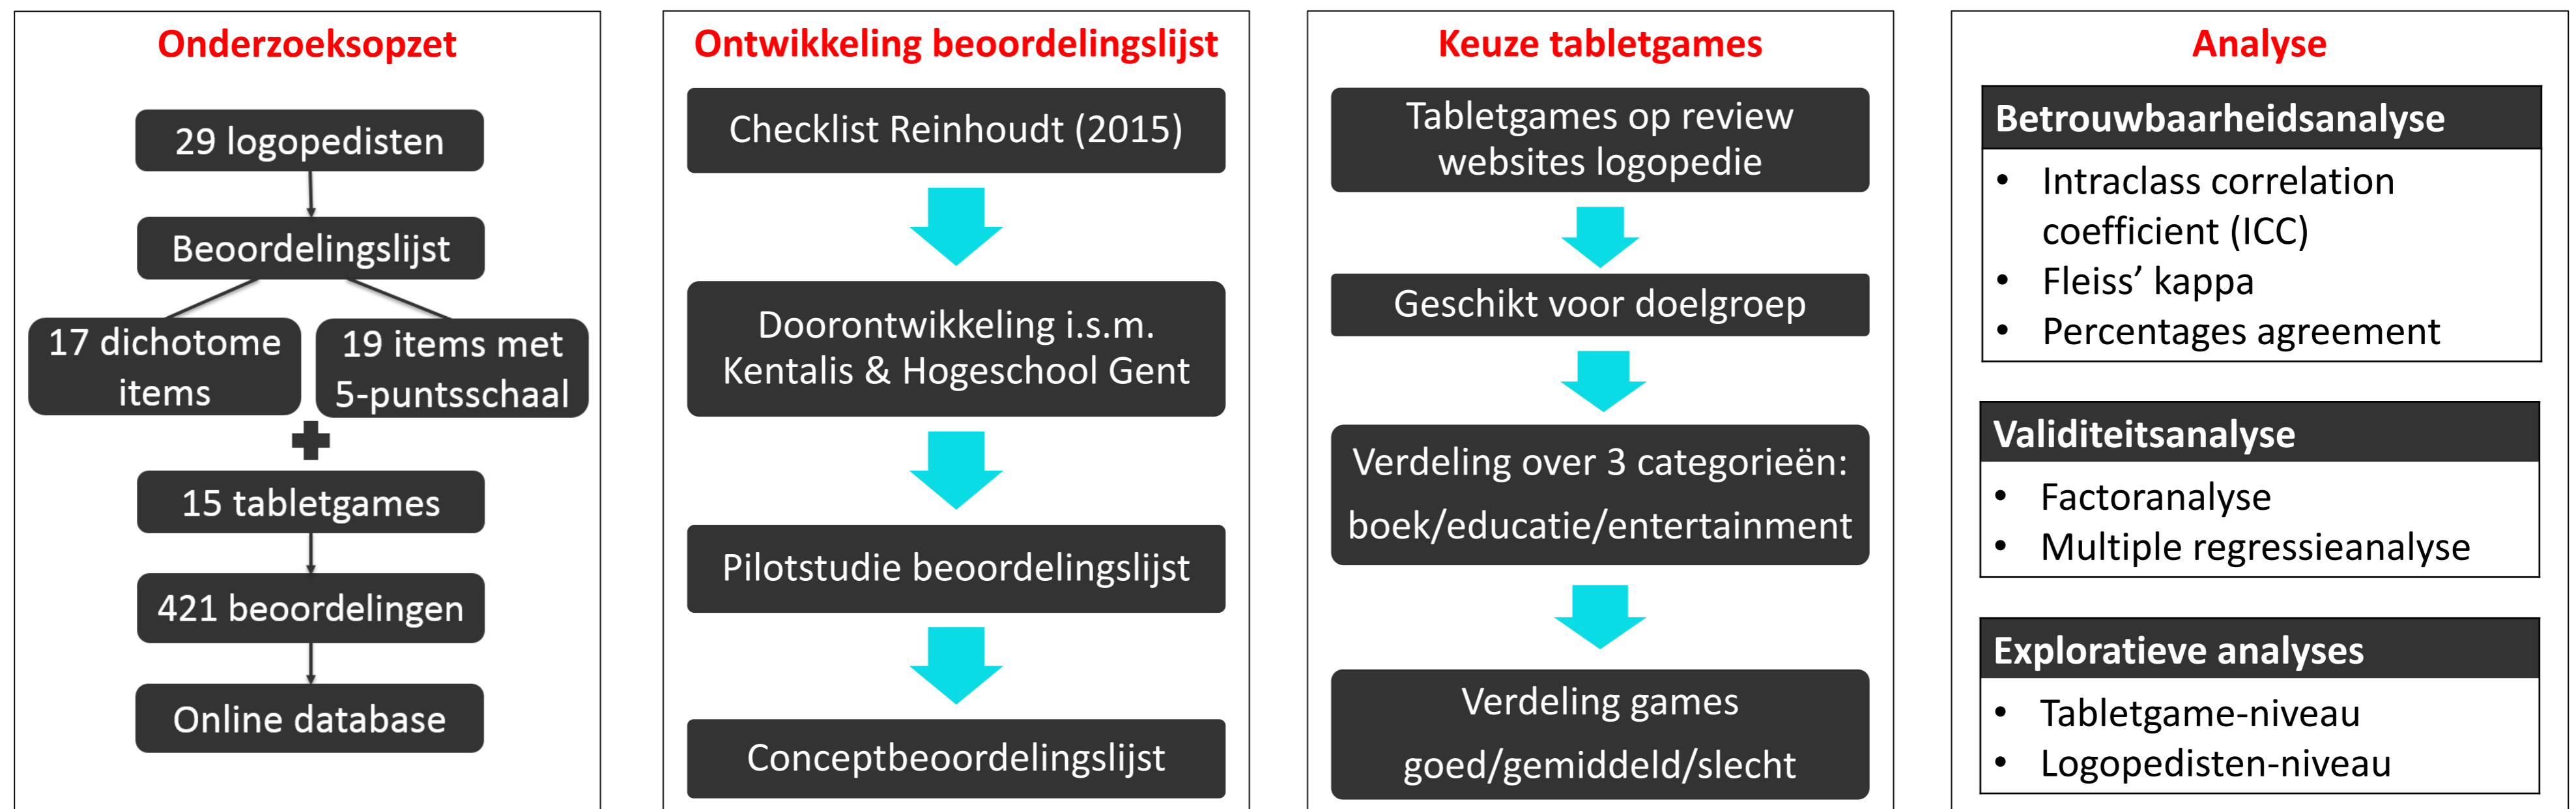 Onderzoeksopzet
29 logopedisten
Beoordelingslijst
17 dichotome
items
19 items met
5-puntsschaal
15 tabletgames
421 beoordelingen
Online database
Ontwikkeling beoordelingslijst
Checklist Reinhoudt (2015)
Doorontwikkeling i.s.m.
Kentalis & Hogeschool Gent
Pilotstudie beoordelingslijst
Conceptbeoordelingslijst
Keuze tabletgames
Tabletgames op review
websites logopedie
Geschikt voor doelgroep
Verdeling over 3 categorieën:
boek/educatie/entertainment
Verdeling games
goed/gemiddeld/slecht
Analyse
Betrouwbaarheidsanalyse
• Intraclass correlation
coefficient (ICC)
• Fleiss’ kappa
• Percentages agreement
Validiteitsanalyse
• Factoranalyse
• Multiple regressieanalyse
Exploratieve analyses
• Tabletgame-niveau
• Logopedisten-niveau